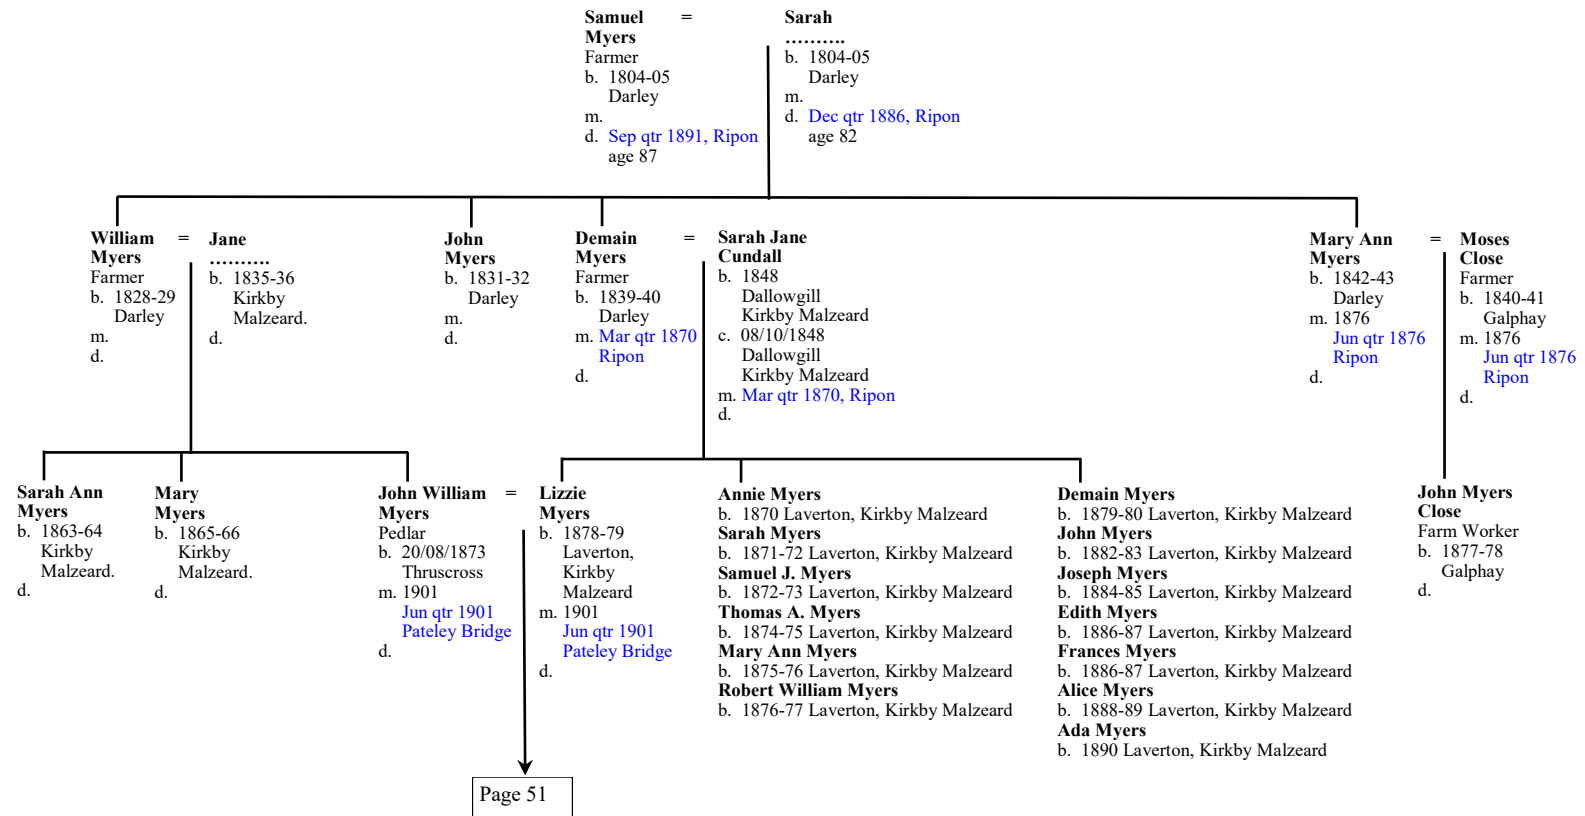 Samuel = Sarah
Myers ..........
Farmer
b. 1804-05
Darley
m.
d. Sep qtr 1891, Ripon
age 87
b. 1804-05
Darley
m.
d. Dec qtr 1886, Ripon
age 82
William =
Myers
Farmer
b. 1828-29
Darley
m.
d.
Jane
..........
b. 1835-36
Kirkby
Malzeard.
d.
John
Myers
b. 1831-32
Darley
m.
d.
Demain =
Myers
Farmer
b. 1839-40
Darley
m. Mar qtr 1870
Ripon
d.
Sarah Jane
Cundall
b. 1848
Dallowgill
Kirkby Malzeard
c. 08/10/1848
Dallowgill
Kirkby Malzeard
m. Mar qtr 1870, Ripon
d.
Mary Ann =
Myers
b. 1842-43
Darley
m. 1876
Jun qtr 1876
Ripon
d.
Moses
Close
Farmer
b. 1840-41
Galphay
m. 1876
Jun qtr 1876
Ripon
d.
Sarah Ann
Myers
b. 1863-64
Kirkby
Malzeard.
d.
Mary
Myers
b. 1865-66
Kirkby
Malzeard.
d.
John William =
Myers
Pedlar
b. 20/08/1873
Thruscross
m. 1901
Jun qtr 1901
Pateley Bridge
d.
Lizzie
Myers
b. 1878-79
Laverton,
Kirkby
Malzeard
m. 1901
Jun qtr 1901
Pateley Bridge
d.
Annie Myers
b. 1870 Laverton, Kirkby Malzeard
Sarah Myers
b. 1871-72 Laverton, Kirkby Malzeard
Samuel J. Myers
b. 1872-73 Laverton, Kirkby Malzeard
Thomas A. Myers
b. 1874-75 Laverton, Kirkby Malzeard
Mary Ann Myers
b. 1875-76 Laverton, Kirkby Malzeard
Robert William Myers
b. 1876-77 Laverton, Kirkby Malzeard
Demain Myers
b. 1879-80 Laverton, Kirkby Malzeard
John Myers
b. 1882-83 Laverton, Kirkby Malzeard
Joseph Myers
b. 1884-85 Laverton, Kirkby Malzeard
Edith Myers
b. 1886-87 Laverton, Kirkby Malzeard
Frances Myers
b. 1886-87 Laverton, Kirkby Malzeard
Alice Myers
b. 1888-89 Laverton, Kirkby Malzeard
Ada Myers
b. 1890 Laverton, Kirkby Malzeard
John Myers
Close
Farm Worker
b. 1877-78
Galphay
d.
Page 51